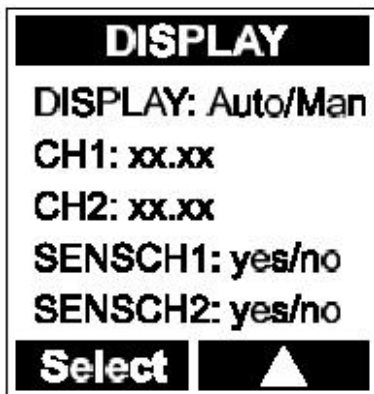 DISPLAY
DISPLAY: Auto/Man
CH1: xx.xx
CH2: xx.xx
SENSCH1: yes/no
SENSCH2: yes/no
Select ▲